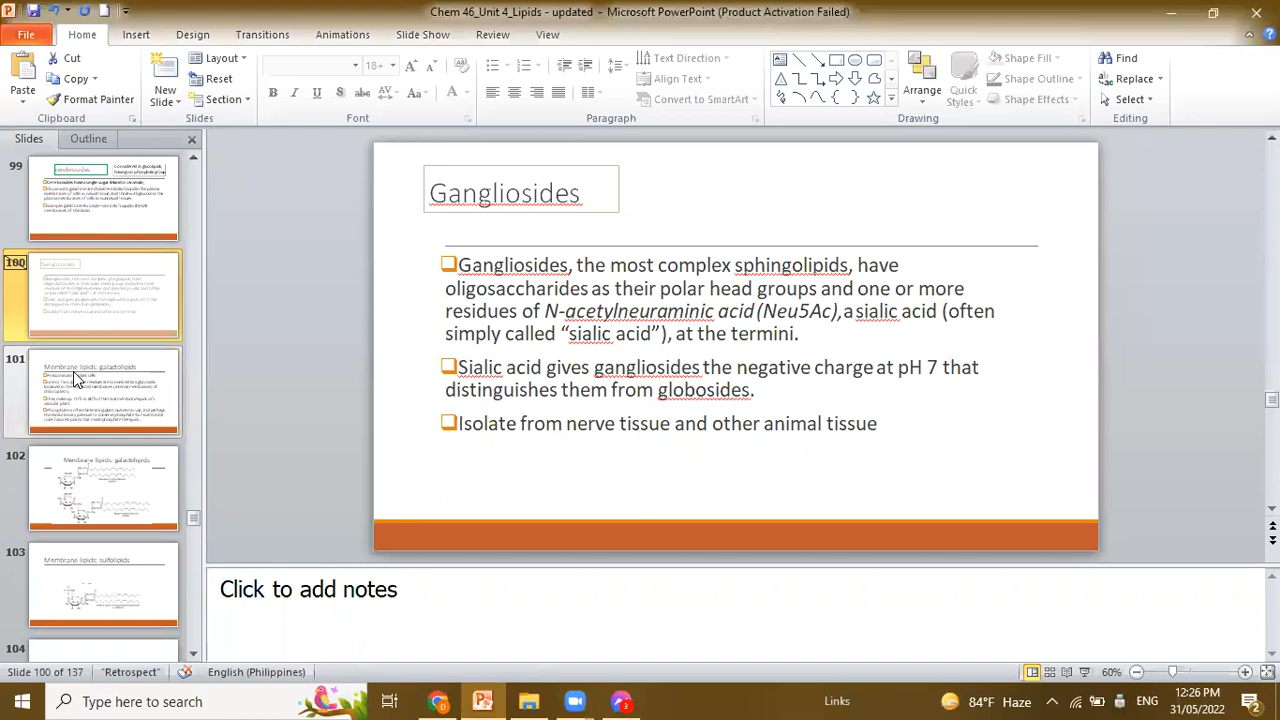 Chem 46_Unit 4_Lipids - updated - Microsoft PowerPoint (Product Activation Failed)
File Home Insert Design Transitions Animations Slide Show Review View
Cut
Copy
Format Painter
Paste
Clipboard
New Slide
Layout
Reset
Section
Slides
18+
Font
Paragraph
Text Direction
Align Text
Convert to SmartArt
Arrange
Quick Styles
Shape Fill
Shape Outline
Shape Effects
Drawing
Find
Replace
Select
Editing
Slides Outline
99
100
Gangliosides
101
Membrane lipids: galactolipids
102
Membrane lipids: galactolipids
103
Membrane lipids: sulfolipids
104
Gangliosides
Gangliosides, the most complex sphingolipids, have
oligosaccharides as their polar head groups and one or more
residues of N-acetylneuraminic acid (Neu5Ac), a sialic acid (often
simply called “sialic acid”), at the termini.
Sialic acid gives gangliosides the negative charge at pH 7 that
distinguishes them from globosides.
Isolate from nerve tissue and other animal tissue
Click to add notes
Slide 100 of 137 "Retrospect" English (Philippines) 60%
Type here to search
Links 84°F Haze ENG
12:26 PM
31/05/2022